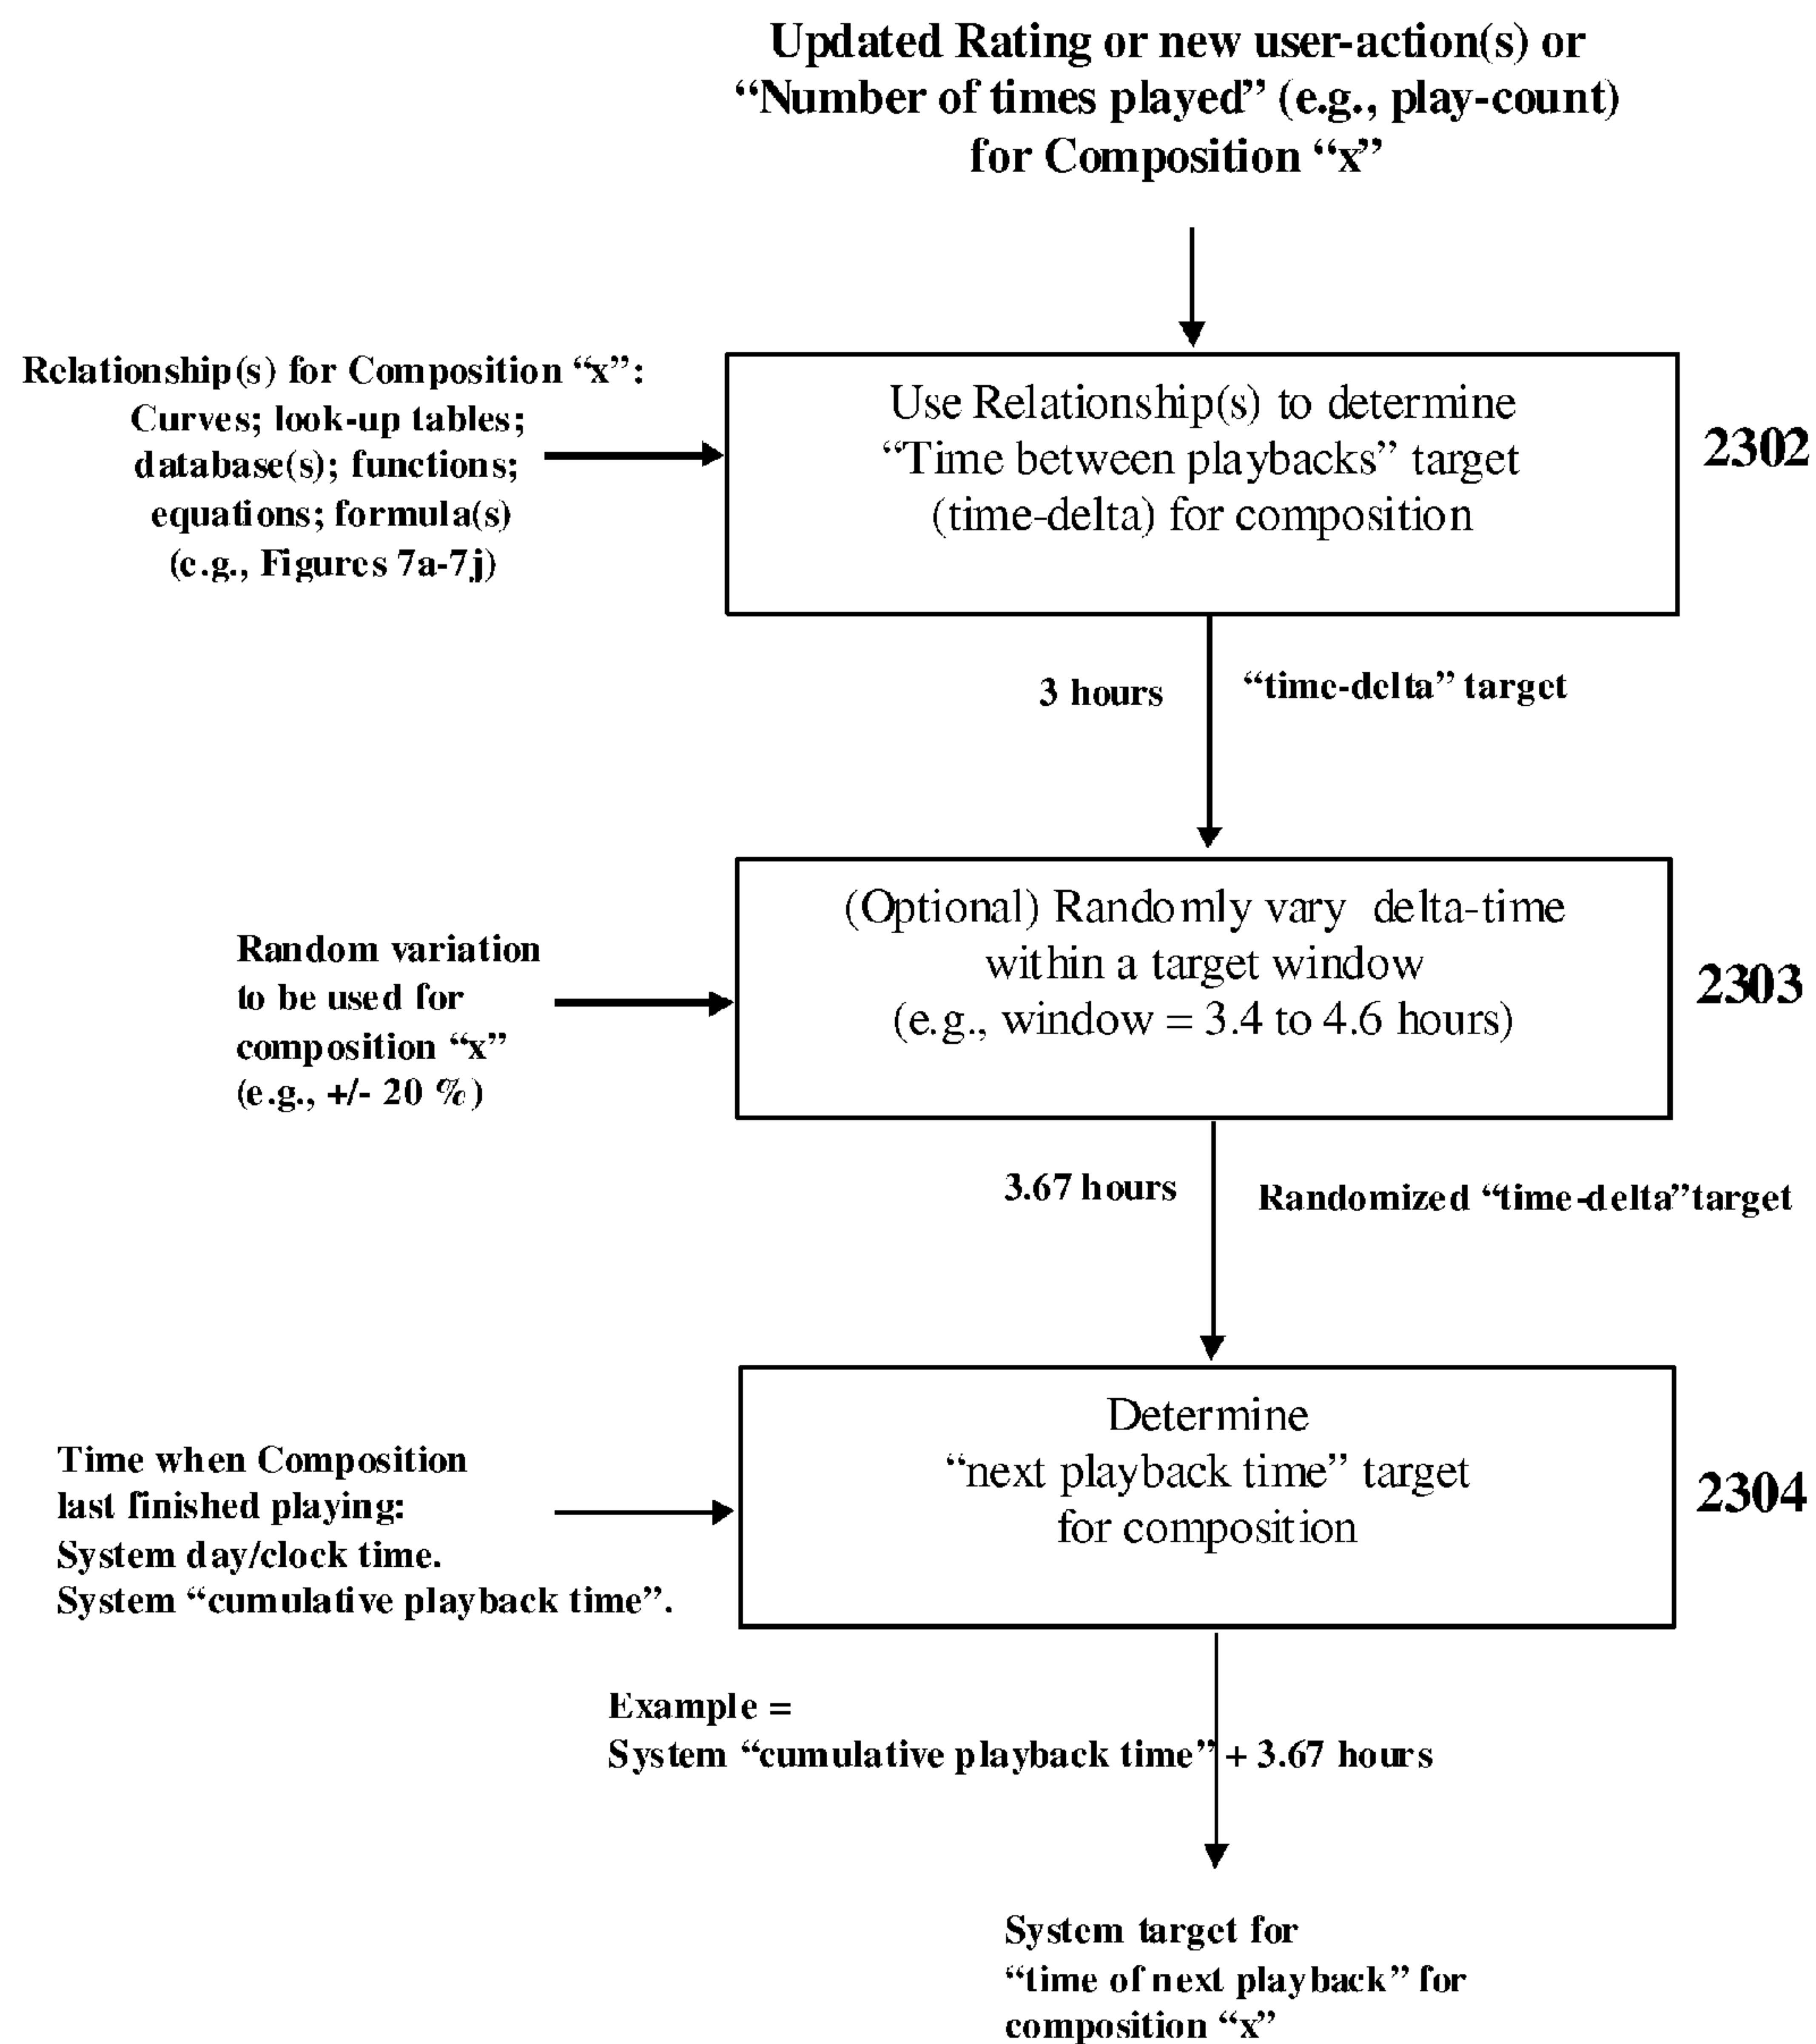 Updated Rating or new user-action(s) or
“Number of times played” (e.g., play-count)
for Composition “x”
Relationship(s) for Composition “x”:
Curves; look-up tables;
database(s); functions;
equations; formula(s)
(e.g., Figures 7a-7j)
Use Relationship(s) to determine
“Time between playbacks” target
(time-delta) for composition
2302
3 hours
“time-delta” target
Random variation
to be used for
composition “x”
(e.g., +/- 20 %)
(Optional) Randomly vary delta-time
within a target window
(e.g., window = 3.4 to 4.6 hours)
2303
3.67 hours
Randomized “time-delta” target
Time when Composition
last finished playing:
System day/clock time.
System “cumulative playback time”.
Determine
“next playback time” target
for composition
2304
Example =
System “cumulative playback time” + 3.67 hours
System target for
“time of next playback” for
composition “x”